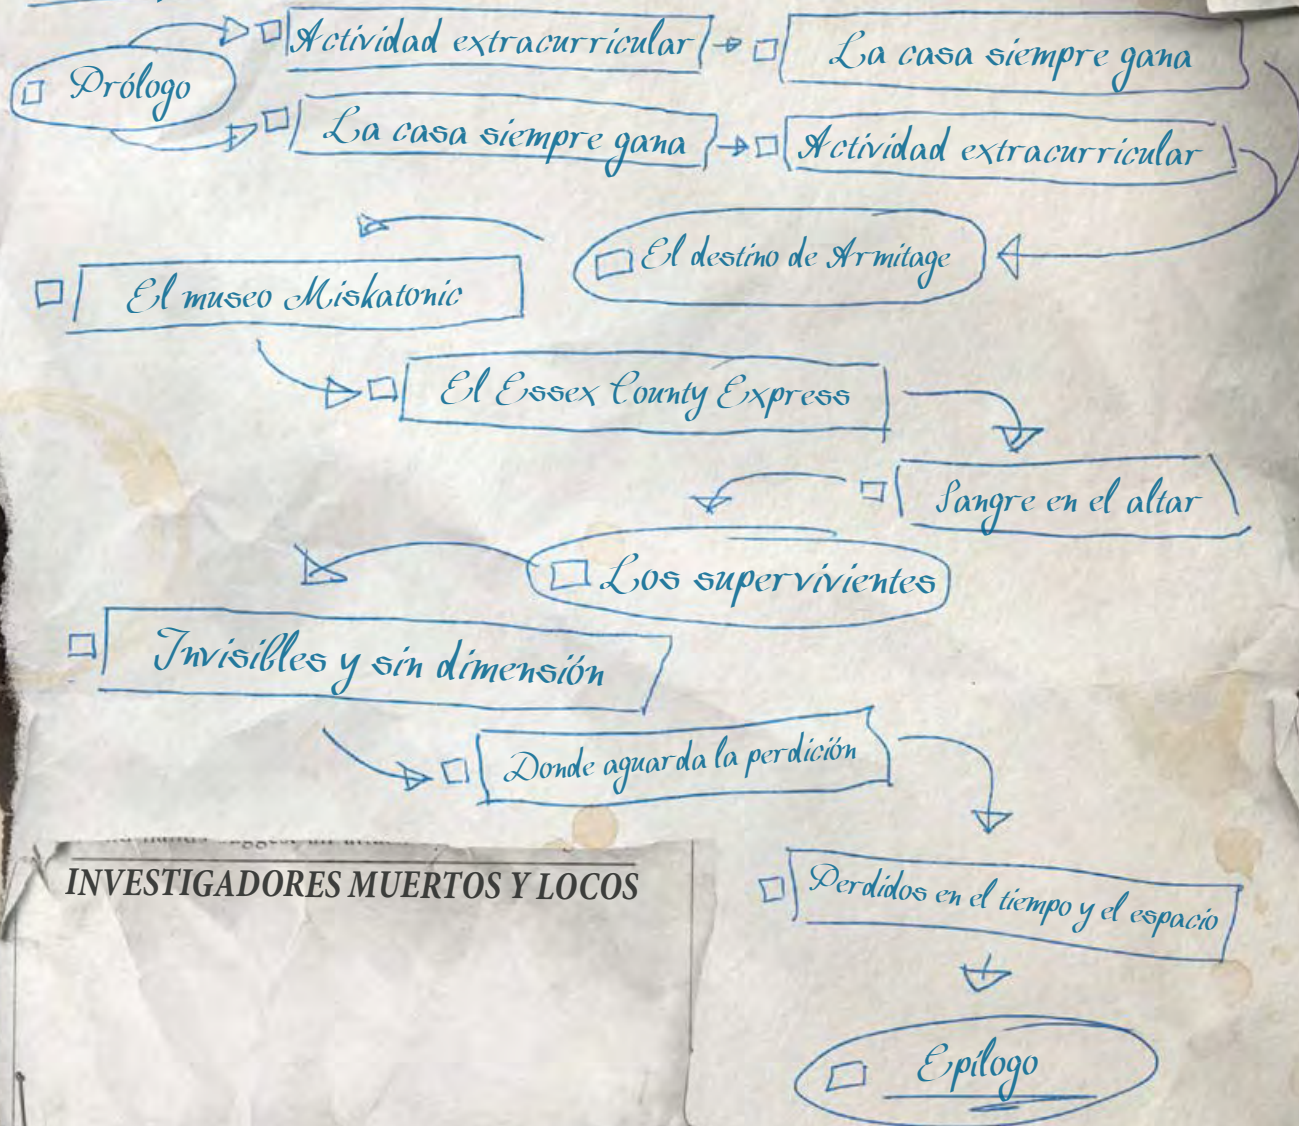 Prólogo
Actividad extracurricular
La casa siempre gana
La casa siempre gana
Actividad extracurricular
El destino de Armitage
El museo Miskatonic
El Essex County Express
Sangre en el altar
Los supervivientes
Invisibles y sin dimensión
Donde aguarda la perdición
Perdidos en el tiempo y el espacio
Epílogo
INVESTIGADORES MUERTOS Y LOCOS